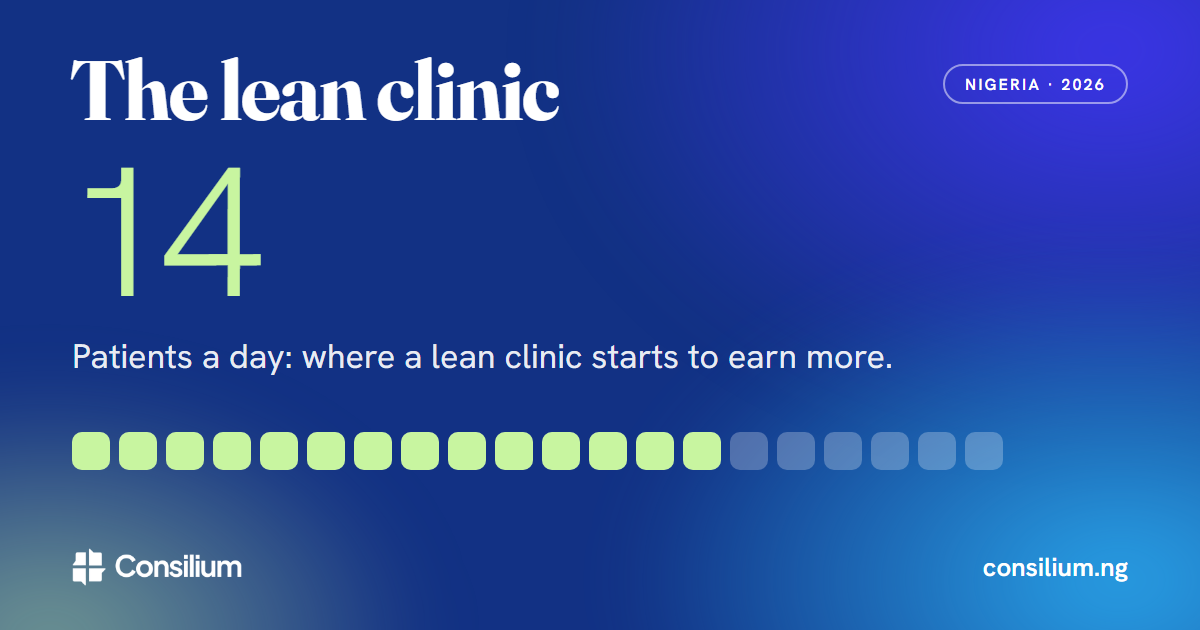 The lean clinic
NIGERIA · 2026
14
Patients a day: where a lean clinic starts to earn more.
Consilium
consilium.ng